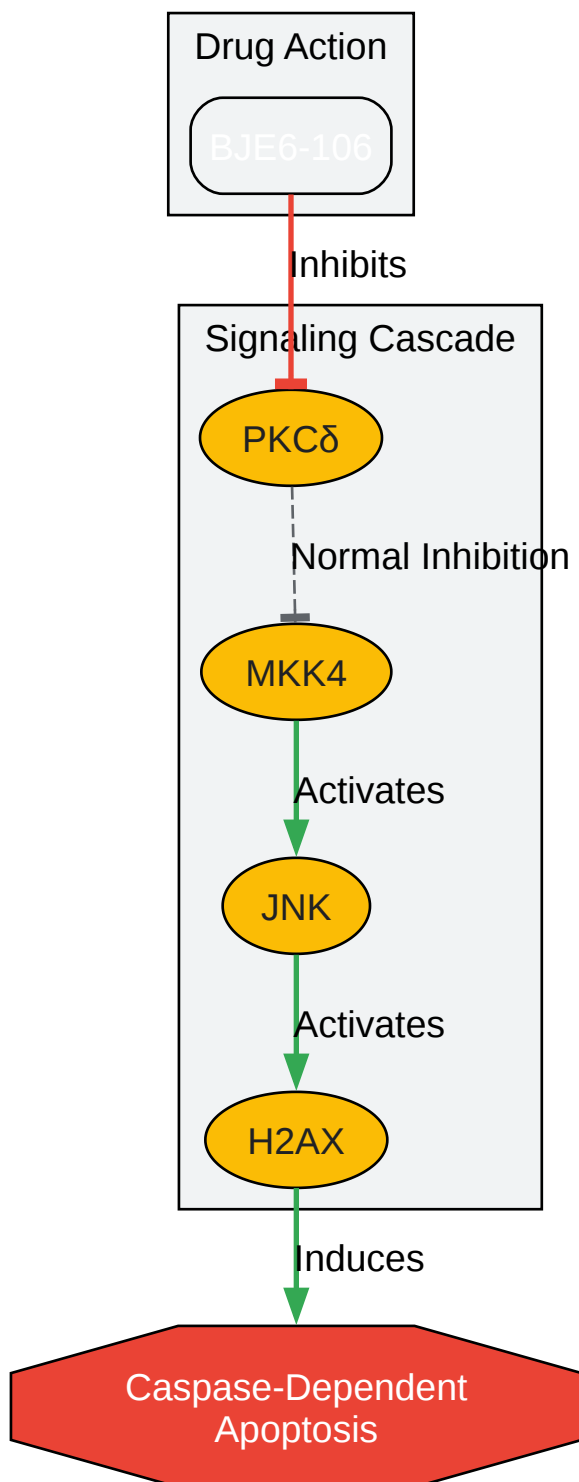 Drug Action
BJE6-106
Inhibits
Signaling Cascade
PKCδ
Normal Inhibition
MKK4
Activates
JNK
Activates
H2AX
Induces
Caspase-Dependent
Apoptosis